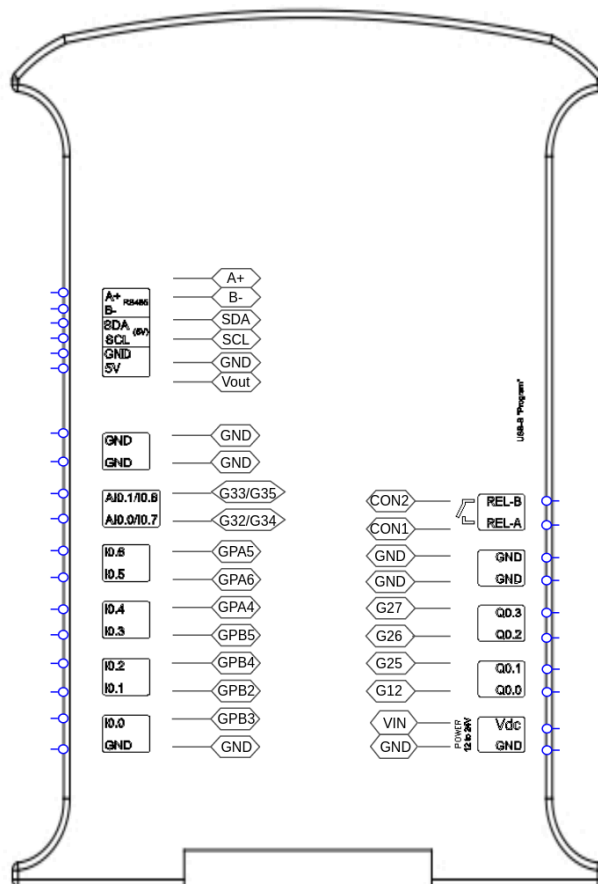 A+ RS485
B-
SDA (5V)
SCL
GND
5V
A+
B-
SDA
SCL
GND
Vout
USB-B "Program"
GND
GND
GND
GND
AI0.1/I0.8
AI0.0/I0.7
G33/G35
G32/G34
I0.6
I0.5
GPA5
GPA6
I0.4
I0.3
GPA4
GPB5
I0.2
I0.1
GPB4
GPB2
I0.0
GND
GPB3
GND
CON2
CON1
REL-B
REL-A
GND
GND
GND
GND
G27
G26
Q0.3
Q0.2
G25
G12
Q0.1
Q0.0
VIN
GND
POWER
12 to 24V
Vdc
GND